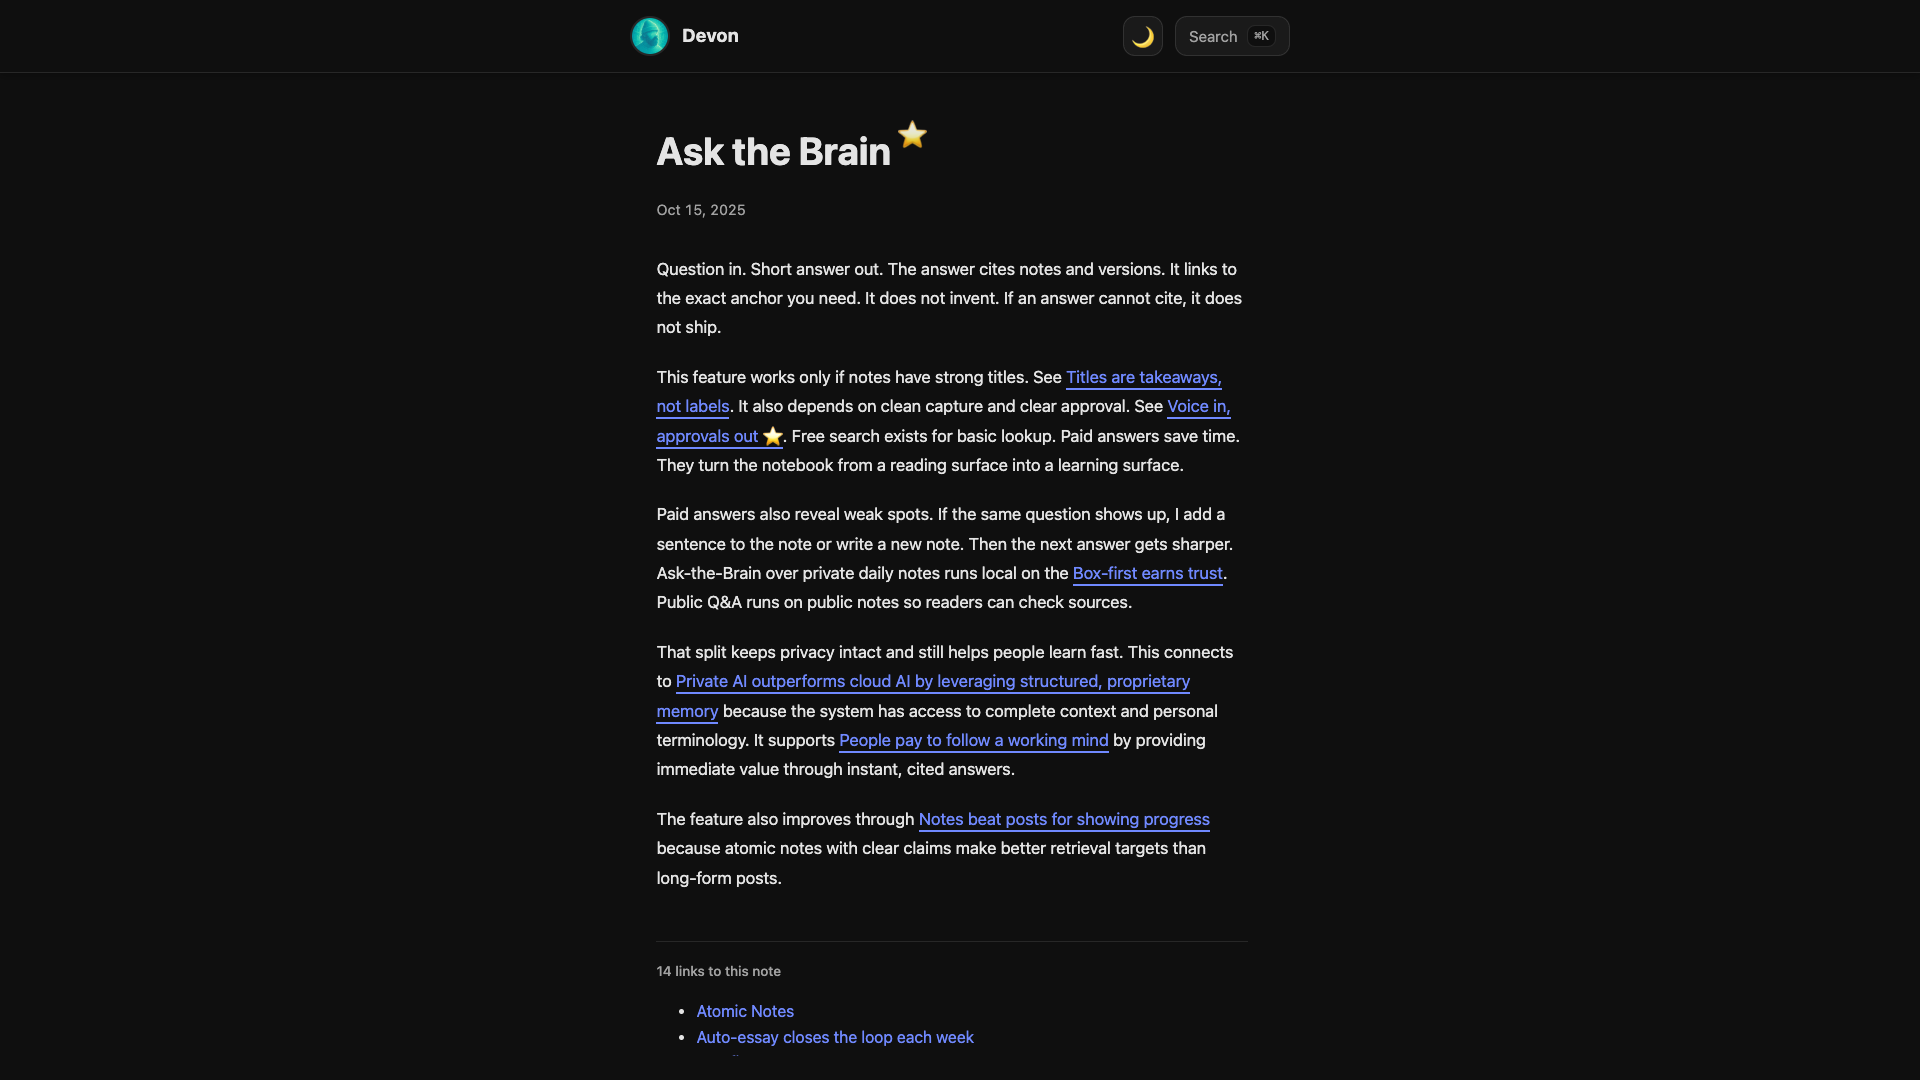 Devon
Search ⌘K
Ask the Brain
Oct 15, 2025
Question in. Short answer out. The answer cites notes and versions. It links to
the exact anchor you need. It does not invent. If an answer cannot cite, it does
not ship.
This feature works only if notes have strong titles. See Titles are takeaways,
not labels. It also depends on clean capture and clear approval. See Voice in,
approvals out ⭐. Free search exists for basic lookup. Paid answers save time.
They turn the notebook from a reading surface into a learning surface.
Paid answers also reveal weak spots. If the same question shows up, I add a
sentence to the note or write a new note. Then the next answer gets sharper.
Ask-the-Brain over private daily notes runs local on the Box-first earns trust.
Public Q&A runs on public notes so readers can check sources.
That split keeps privacy intact and still helps people learn fast. This connects
to Private AI outperforms cloud AI by leveraging structured, proprietary
memory because the system has access to complete context and personal
terminology. It supports People pay to follow a working mind by providing
immediate value through instant, cited answers.
The feature also improves through Notes beat posts for showing progress
because atomic notes with clear claims make better retrieval targets than
long-form posts.
14 links to this note
Atomic Notes
Auto-essay closes the loop each week